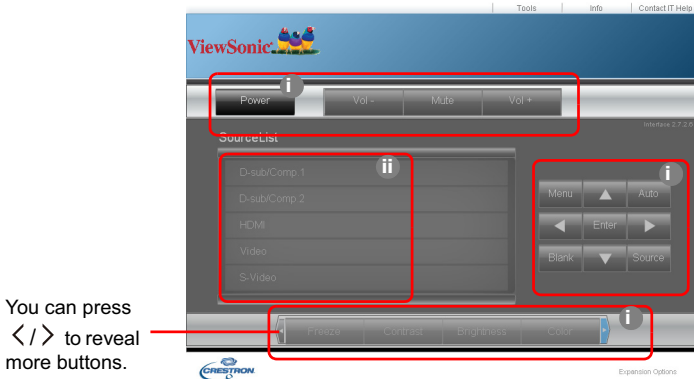 Tools Info Contact IT Help
ViewSonic
i
Power Vol - Mute Vol +
Interface 2.7.2.6
SourceList
ii
i
D-sub/Comp.1
D-sub/Comp.2
HDMI
Video
S-Video
Menu Auto
Enter
Blank Source
i
Freeze Contrast Brightness Color
You can press
〈/〉 to reveal
more buttons.
CRESTRON
Expansion Options